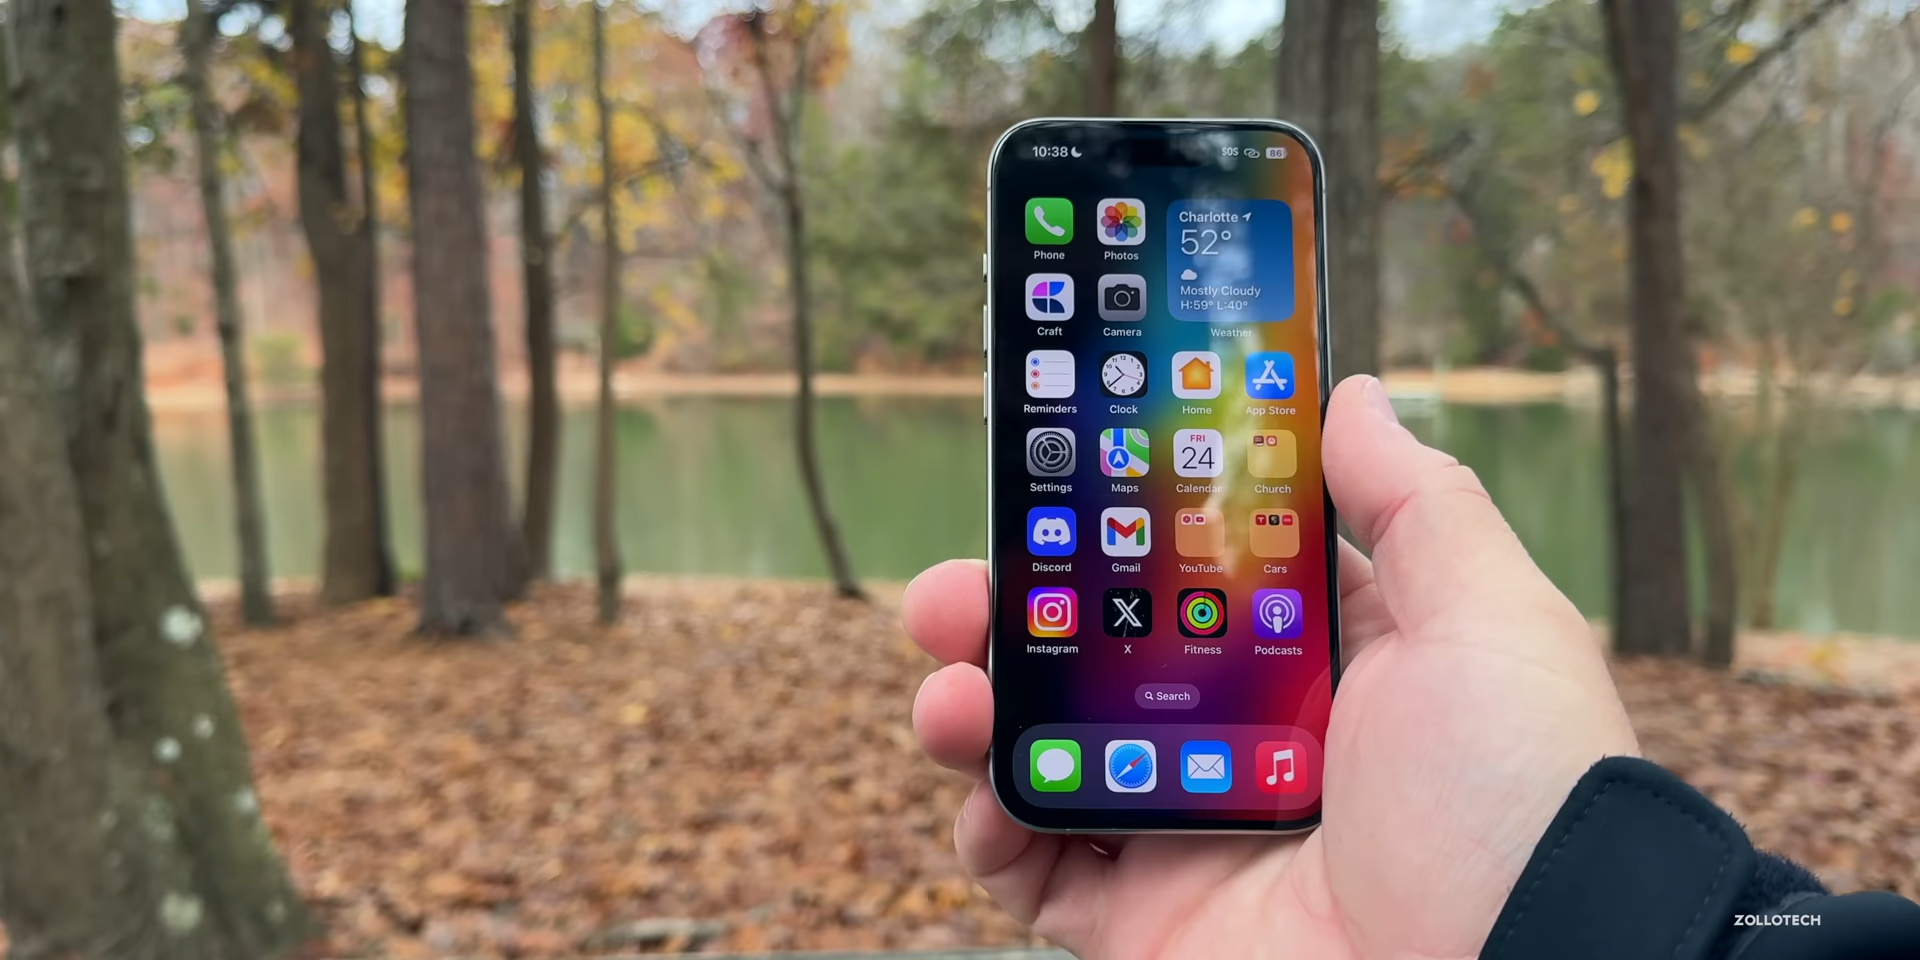 10:38
SOS
86
Phone
Photos
Charlotte
52°
Mostly Cloudy
H:59° L:40°
Weather
Craft
Camera
Reminders
Clock
Home
App Store
Settings
Maps
FRI
24
Calendar
Church
Discord
Gmail
YouTube
Cars
Instagram
X
Fitness
Podcasts
Search
ZOLLOTECH